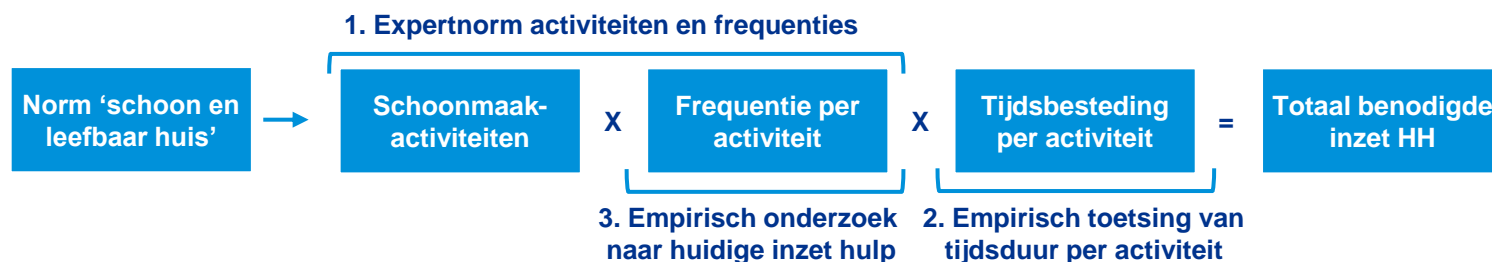 1. Expertnorm activiteiten en frequenties
Norm ‘schoon en
leefbaar huis’
Schoonmaak-
activiteiten
X
Frequentie per
activiteit
X
Tijdsbesteding
per activiteit
=
Totaal benodigde
inzet HH
3. Empirisch onderzoek
naar huidige inzet hulp
2. Empirisch toetsing van
tijdsduur per activiteit